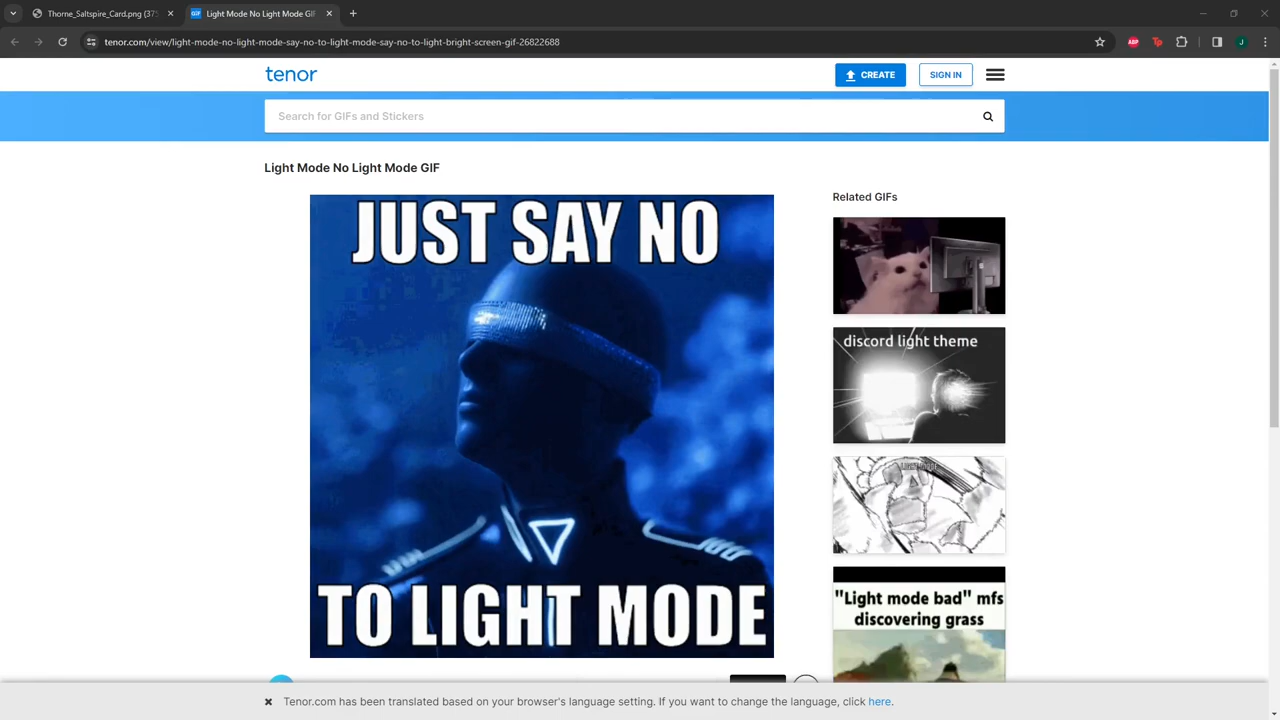 Thorne_Saltspire_Card.png (375
Light Mode No Light Mode GIF
tenor.com/view/light-mode-no-light-mode-say-no-to-light-mode-say-no-to-light-bright-screen-gif-26822688
ABP
J
tenor
CREATE
SIGN IN
Search for GIFs and Stickers
Light Mode No Light Mode GIF
JUST SAY NO
TO LIGHT MODE
Related GIFs
discord light theme
LIGHT MODE
"Light mode bad" mfs
discovering grass
Tenor.com has been translated based on your browser's language setting. If you want to change the language, click here.